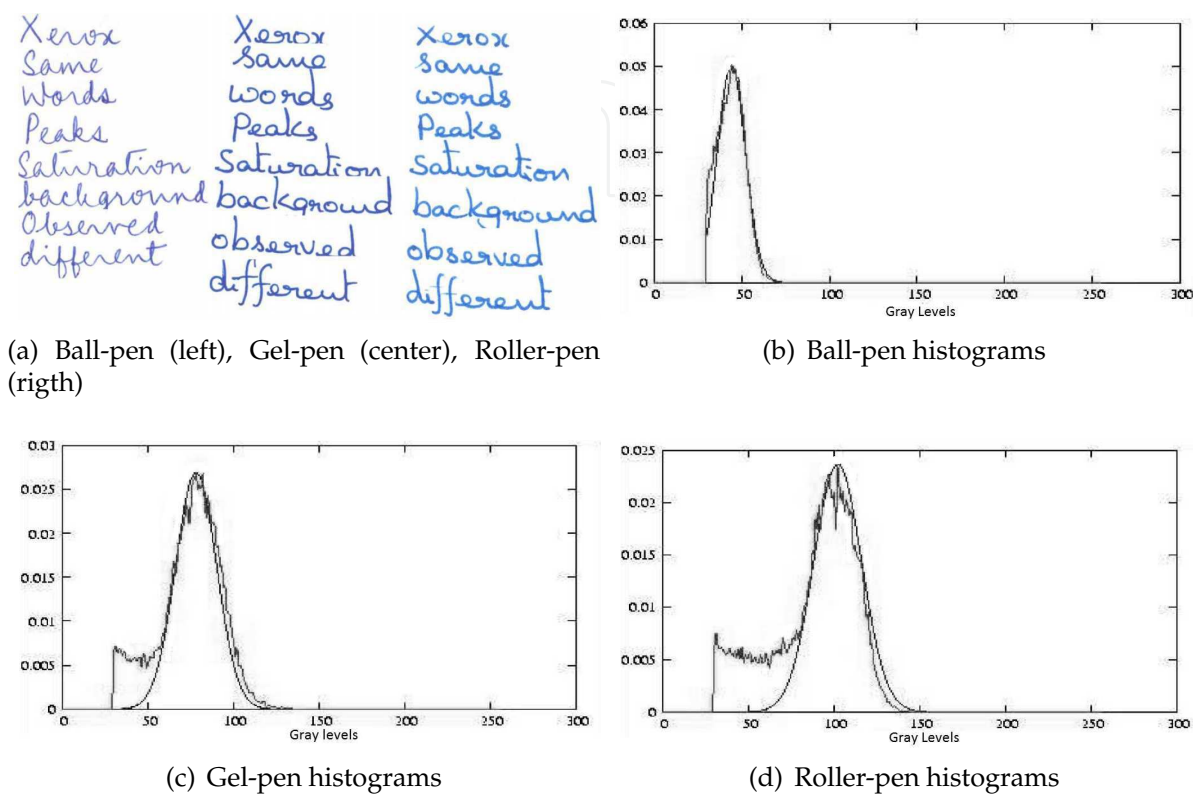 Xerox
Same
Words
Peaks
Saturation
background
Observed
different
Xerox
same
words
Peaks
Saturation
background
observed
different
Xerox
same
words
Peaks
saturation
background
observed
different
(a) Ball-pen (left), Gel-pen (center), Roller-pen
(rigth)
0.06
0.05
0.04
0.03
0.02
0.01
0
0 50 100 150 200 250 300
Gray Levels
(b) Ball-pen histograms
0.03
0.025
0.02
0.015
0.01
0.005
0
0 50 100 150 200 250 300
Gray levels
(c) Gel-pen histograms
0.025
0.02
0.015
0.01
0.005
0
0 50 100 150 200 250 300
Gray Levels
(d) Roller-pen histograms